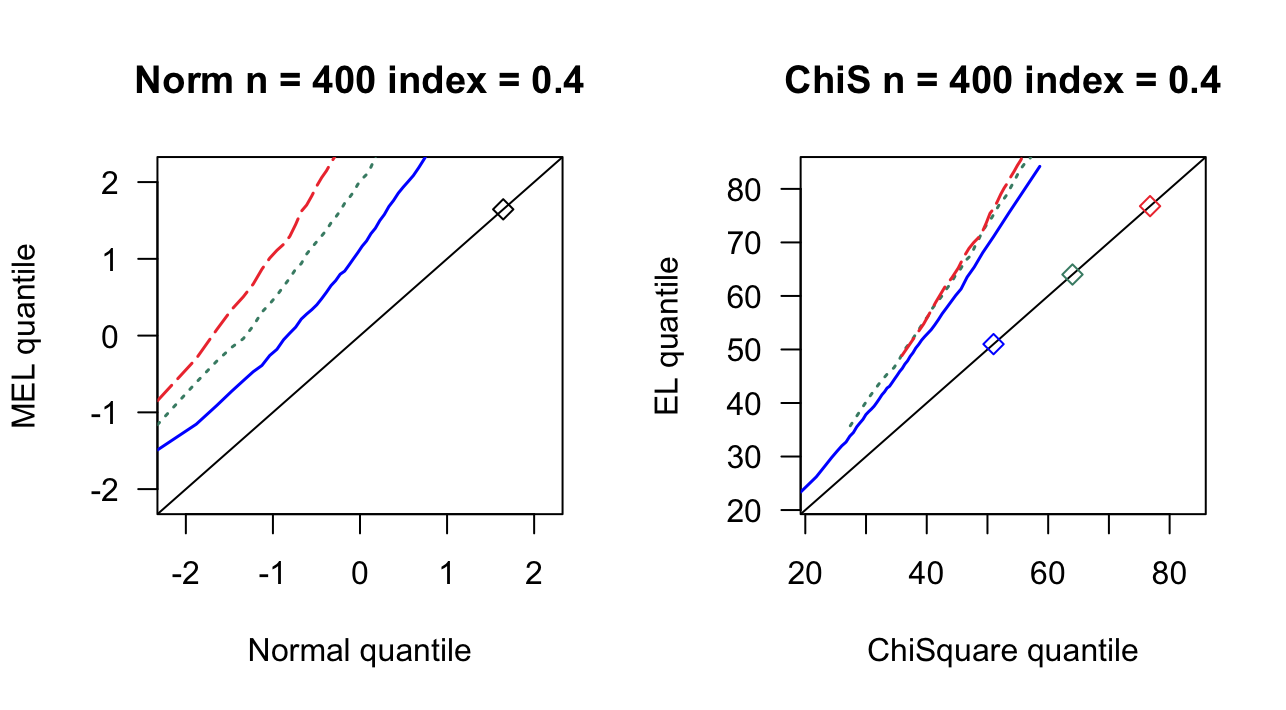 Norm n = 400 index = 0.4
2
1
0
-1
-2
MEL quantile
-2 -1 0 1 2
Normal quantile
ChiS n = 400 index = 0.4
80
70
60
50
40
30
20
EL quantile
20 40 60 80
ChiSquare quantile